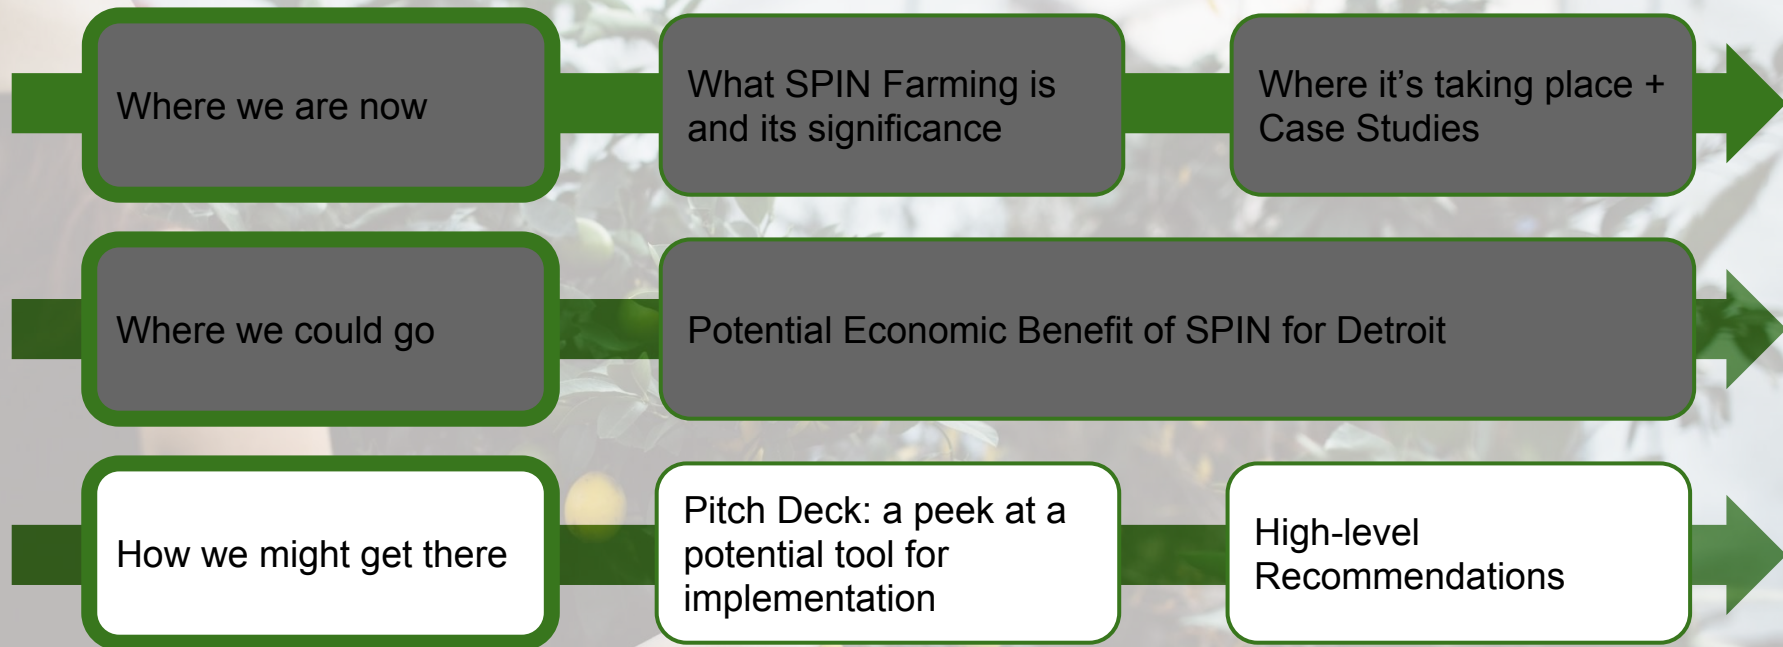 Where we are now
What SPIN Farming is
and its significance
Where it’s taking place +
Case Studies
Where we could go
Potential Economic Benefit of SPIN for Detroit
How we might get there
Pitch Deck: a peek at a
potential tool for
implementation
High-level
Recommendations